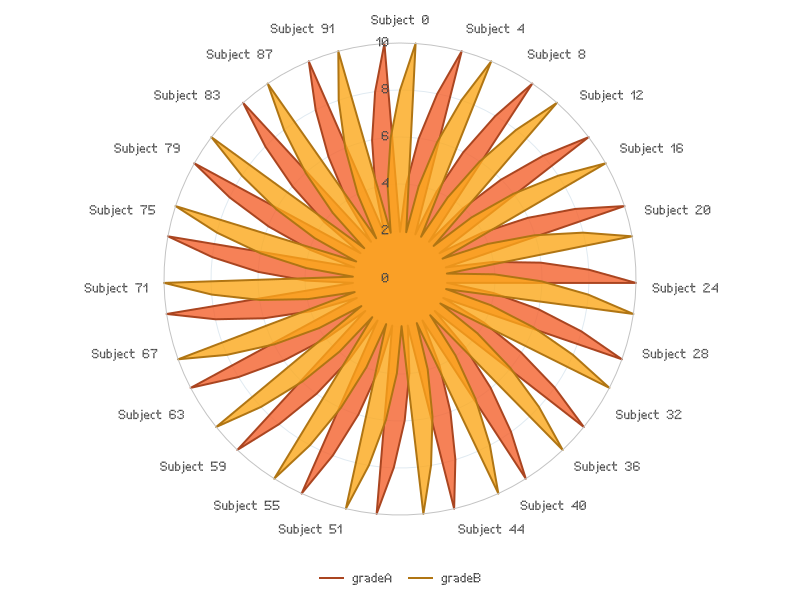 Subject 0
Subject 4
Subject 8
Subject 12
Subject 16
Subject 20
Subject 24
Subject 28
Subject 32
Subject 36
Subject 40
Subject 44
Subject 51
Subject 55
Subject 59
Subject 63
Subject 67
Subject 71
Subject 75
Subject 79
Subject 83
Subject 87
Subject 91
10
8
6
4
2
0
gradeA gradeB